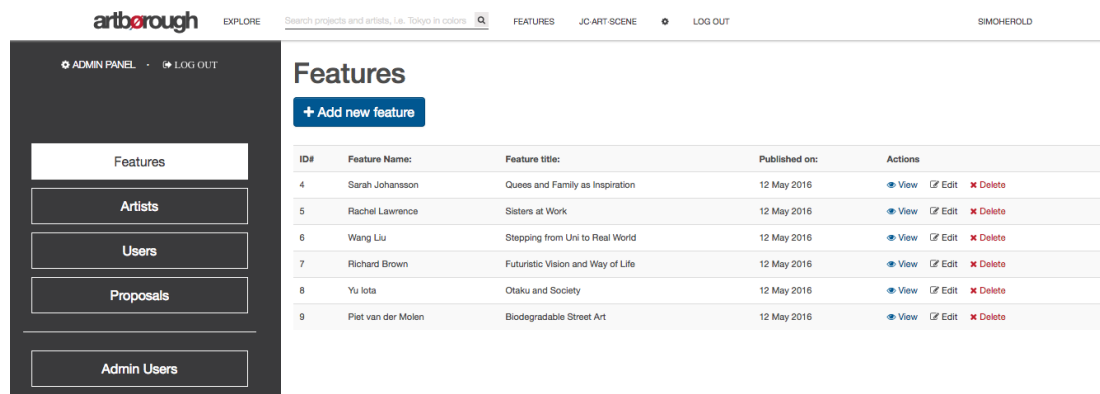 artbørough EXPLORE Search projects and artists, i.e. Tokyo in colors FEATURES JC-ART-SCENE LOG OUT SIMOHEROLD
ADMIN PANEL · LOG OUT
Features
Artists
Users
Proposals
Admin Users
Features
+ Add new feature
ID# Feature Name: Feature title: Published on: Actions
4 Sarah Johansson Quees and Family as Inspiration 12 May 2016 View Edit Delete
5 Rachel Lawrence Sisters at Work 12 May 2016 View Edit Delete
6 Wang Liu Stepping from Uni to Real World 12 May 2016 View Edit Delete
7 Richard Brown Futuristic Vision and Way of Life 12 May 2016 View Edit Delete
8 Yu Iota Otaku and Society 12 May 2016 View Edit Delete
9 Piet van der Molen Biodegradable Street Art 12 May 2016 View Edit Delete